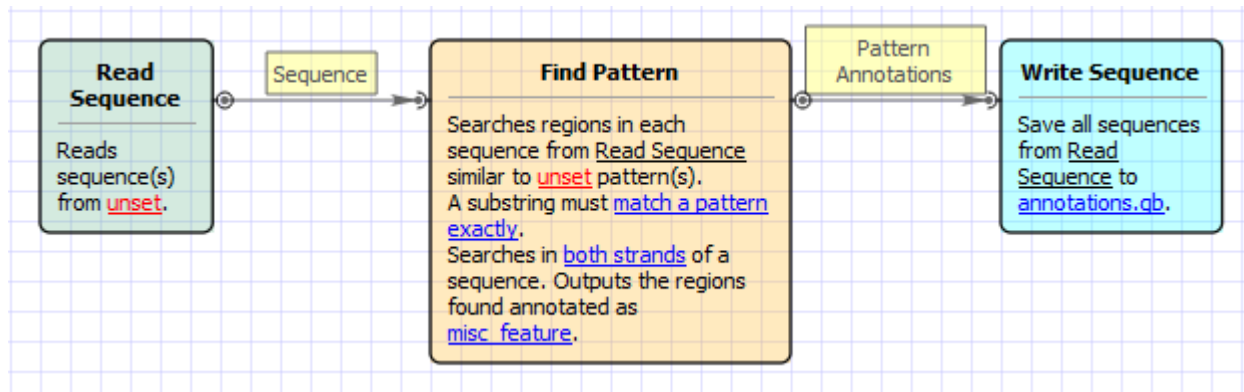 Read
Sequence
Reads
sequence(s)
from unset.
Sequence
Find Pattern
Searches regions in each
sequence from Read Sequence
similar to unset pattern(s).
A substring must match a pattern
exactly.
Searches in both strands of a
sequence. Outputs the regions
found annotated as
misc_feature.
Pattern
Annotations
Write Sequence
Save all sequences
from Read
Sequence to
annotations.gb.